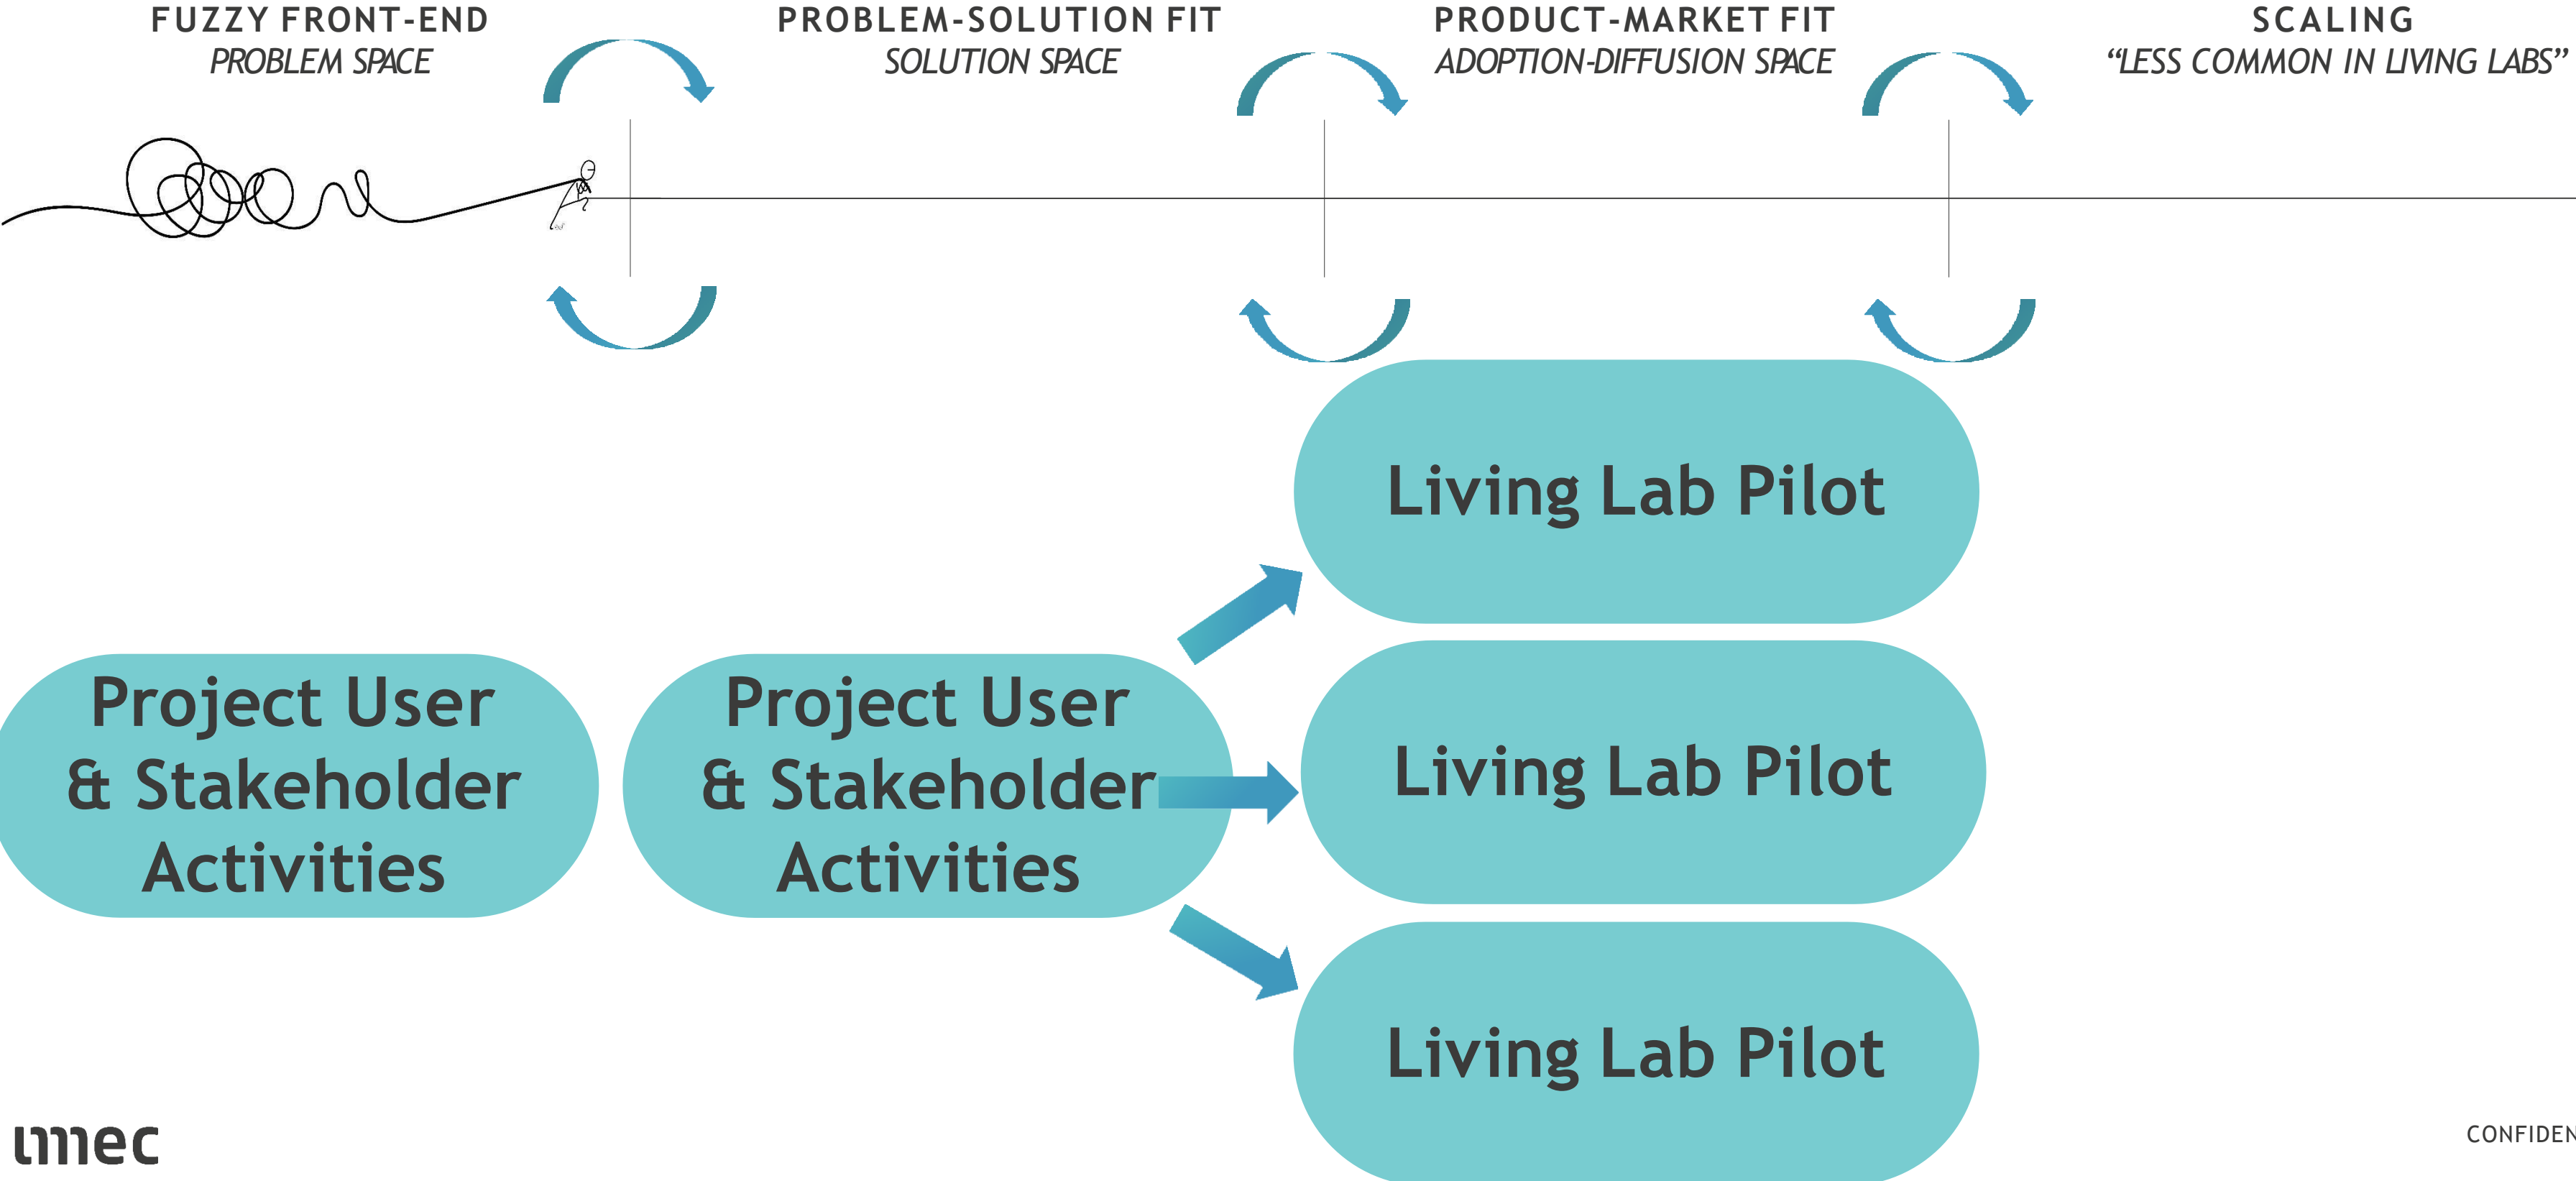 FUZZY FRONT-END
PROBLEM SPACE
PROBLEM-SOLUTION FIT
SOLUTION SPACE
PRODUCT-MARKET FIT
ADOPTION-DIFFUSION SPACE
SCALING
“LESS COMMON IN LIVING LABS”
Living Lab Pilot
Project User
& Stakeholder
Activities
Project User
& Stakeholder
Activities
Living Lab Pilot
Living Lab Pilot
imec
CONFIDEN